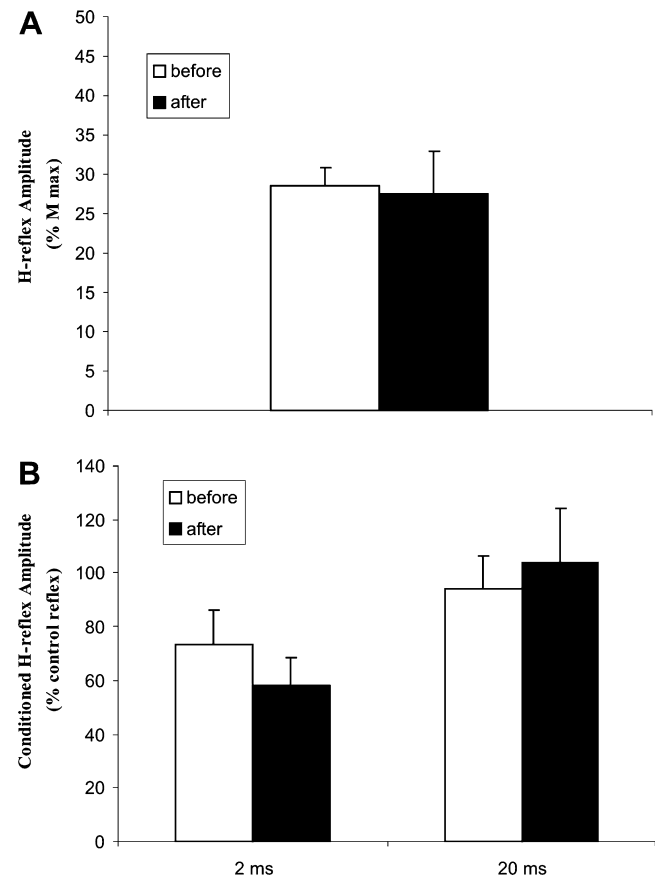 A
50
45
40
35
30
25
20
15
10
5
0
H-reflex Amplitude
(% M max)
before
after
B
140
120
100
80
60
40
20
0
Conditioned H-reflex Amplitude
(% control reflex)
before
after
2 ms
20 ms